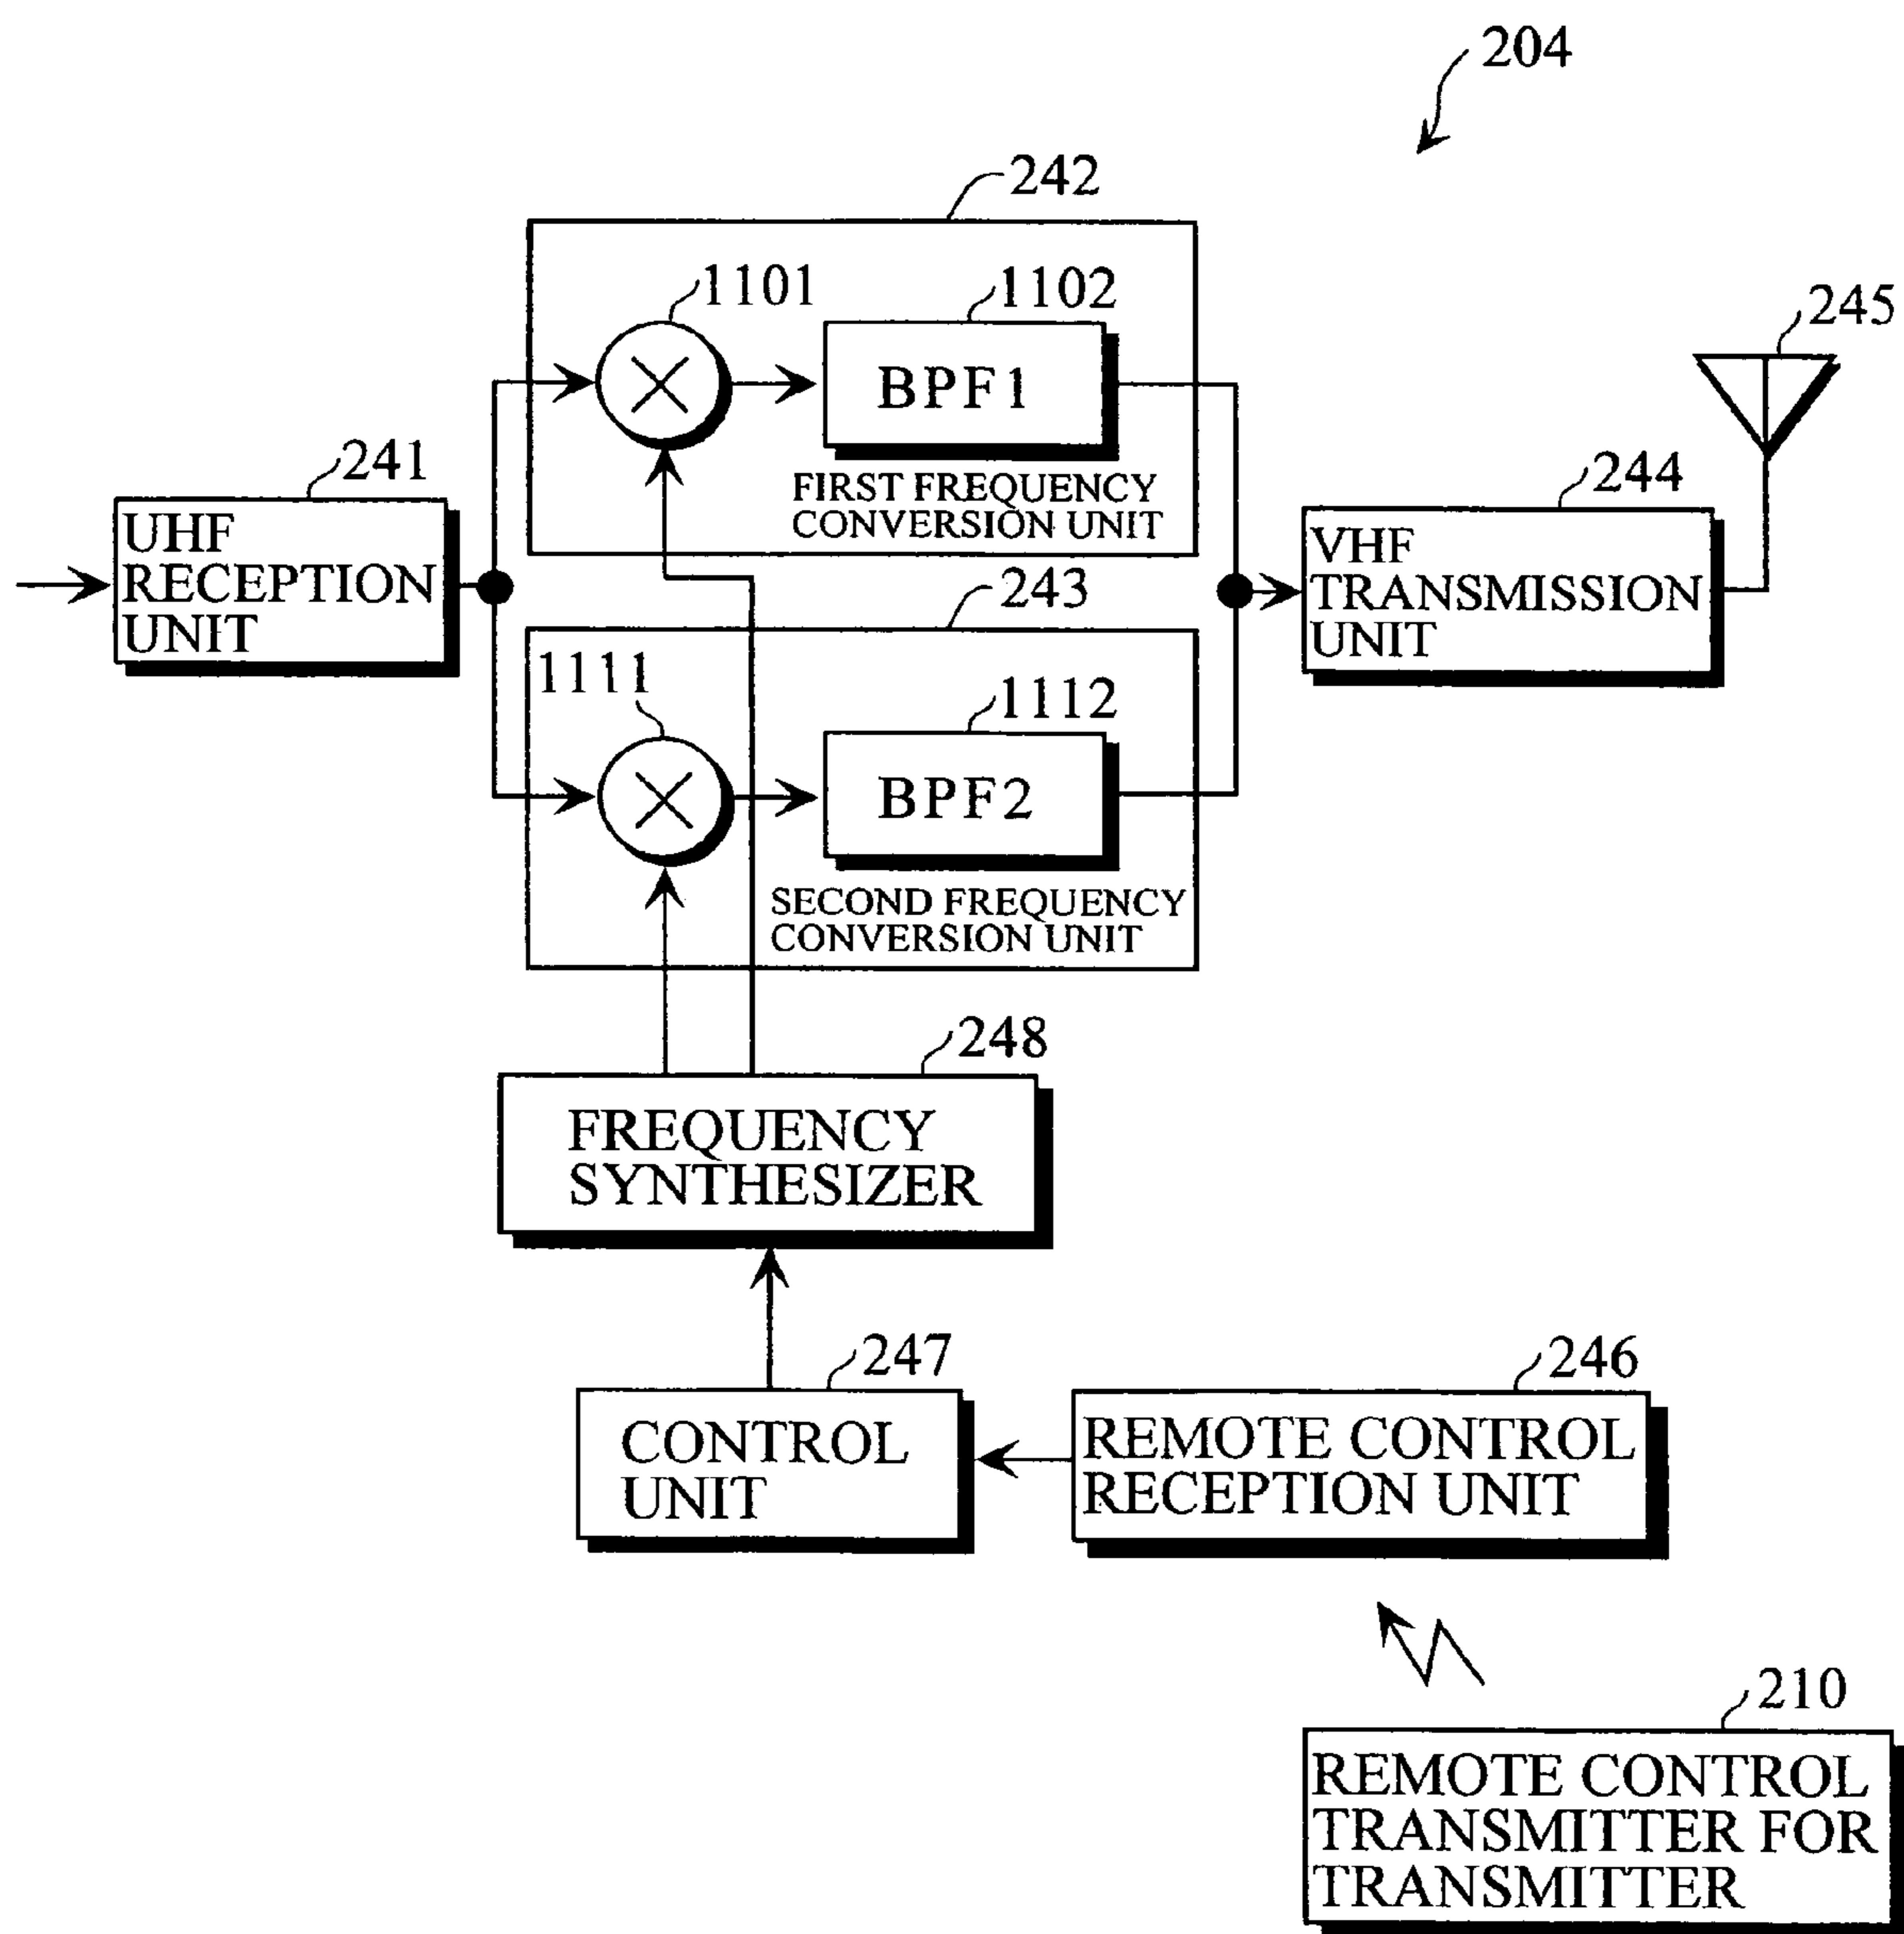 204
242
1101
1102
BPF1
FIRST FREQUENCY
CONVERSION UNIT
245
241
UHF
RECEPTION
UNIT
244
VHF
TRANSMISSION
UNIT
243
1111
1112
BPF2
SECOND FREQUENCY
CONVERSION UNIT
248
FREQUENCY
SYNTHESIZER
247
CONTROL
UNIT
246
REMOTE CONTROL
RECEPTION UNIT
210
REMOTE CONTROL
TRANSMITTER FOR
TRANSMITTER